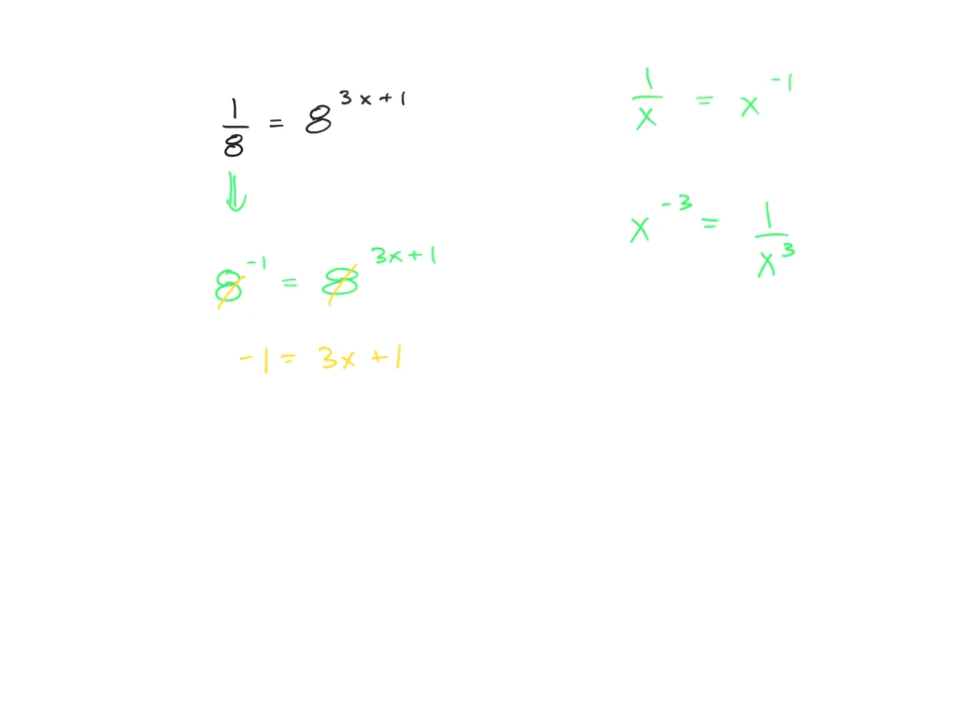 1/8 = 8^(3x+1)
8^-1 = 8^(3x+1)
-1 = 3x + 1
1/x = x^-1
x^-3 = 1/x^3